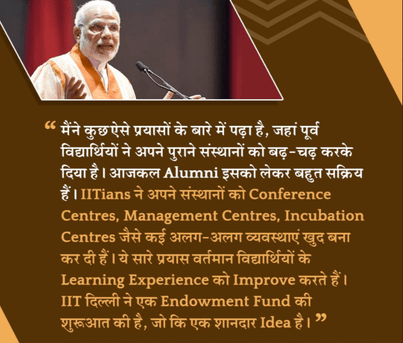 “ मैंने कुछ ऐसे प्रयासों के बारे में पढ़ा है, जहां पूर्व
विद्यार्थियों ने अपने पुराने संस्थानों को बढ़-चढ़ करके
दिया है। आजकल Alumni इसको लेकर बहुत सक्रिय
हैं। IITians ने अपने संस्थानों को Conference
Centres, Management Centres, Incubation
Centres जैसे कई अलग-अलग व्यवस्थाएं खुद बना
कर दी हैं। ये सारे प्रयास वर्तमान विद्यार्थियों के
Learning Experience को Improve करते हैं।
IIT दिल्ली ने एक Endowment Fund की
शुरूआत की है, जो कि एक शानदार Idea है। ”